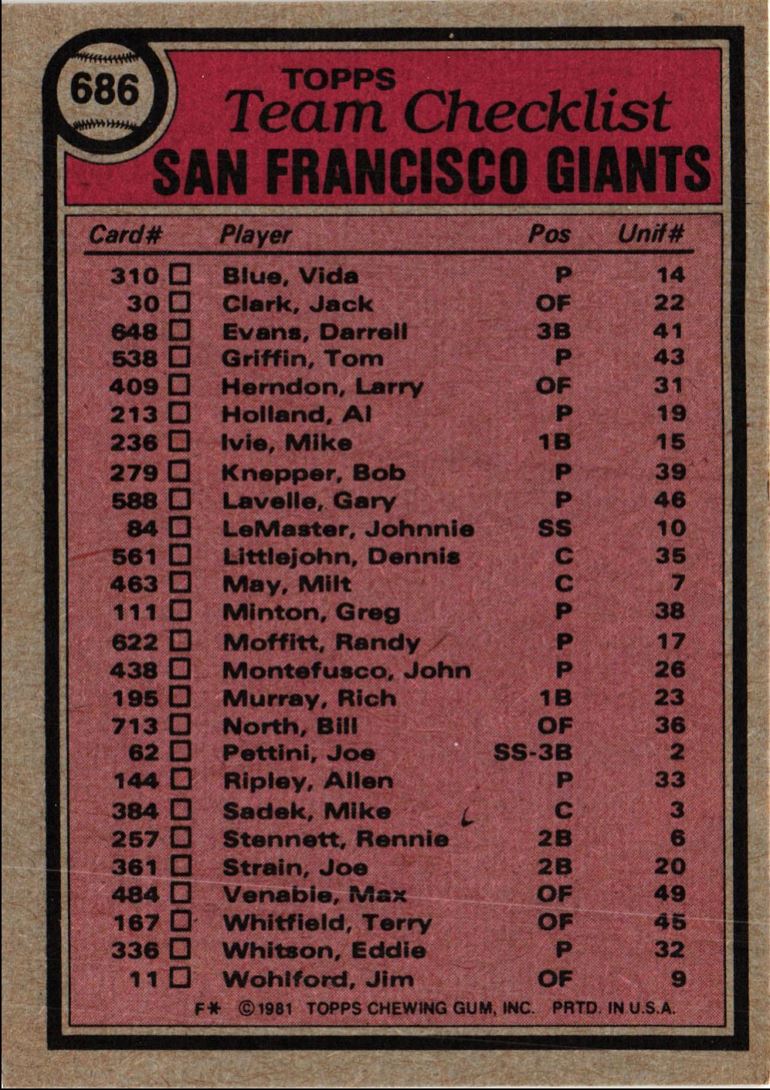 686
TOPPS
Team Checklist
SAN FRANCISCO GIANTS
Card# Player Pos Unif#
310 Blue, Vida P 14
30 Clark, Jack OF 22
648 Evans, Darrell 3B 41
538 Griffin, Tom P 43
409 Herndon, Larry OF 31
213 Holland, Al P 19
236 Ivie, Mike 1B 15
279 Knepper, Bob P 39
588 Lavelle, Gary P 46
84 LeMaster, Johnnie SS 10
561 Littlejohn, Dennis C 35
463 May, Milt C 7
111 Minton, Greg P 38
622 Moffitt, Randy P 17
438 Montefusco, John P 26
195 Murray, Rich 1B 23
713 North, Bill OF 36
62 Pettini, Joe SS-3B 2
144 Ripley, Allen P 33
384 Sadek, Mike C 3
257 Stennett, Rennie 2B 6
361 Strain, Joe 2B 20
484 Venable, Max OF 49
167 Whitfield, Terry OF 45
336 Whitson, Eddie P 32
11 Wohlford, Jim OF 9
F* ©1981 TOPPS CHEWING GUM, INC. PRTD. IN U.S.A.